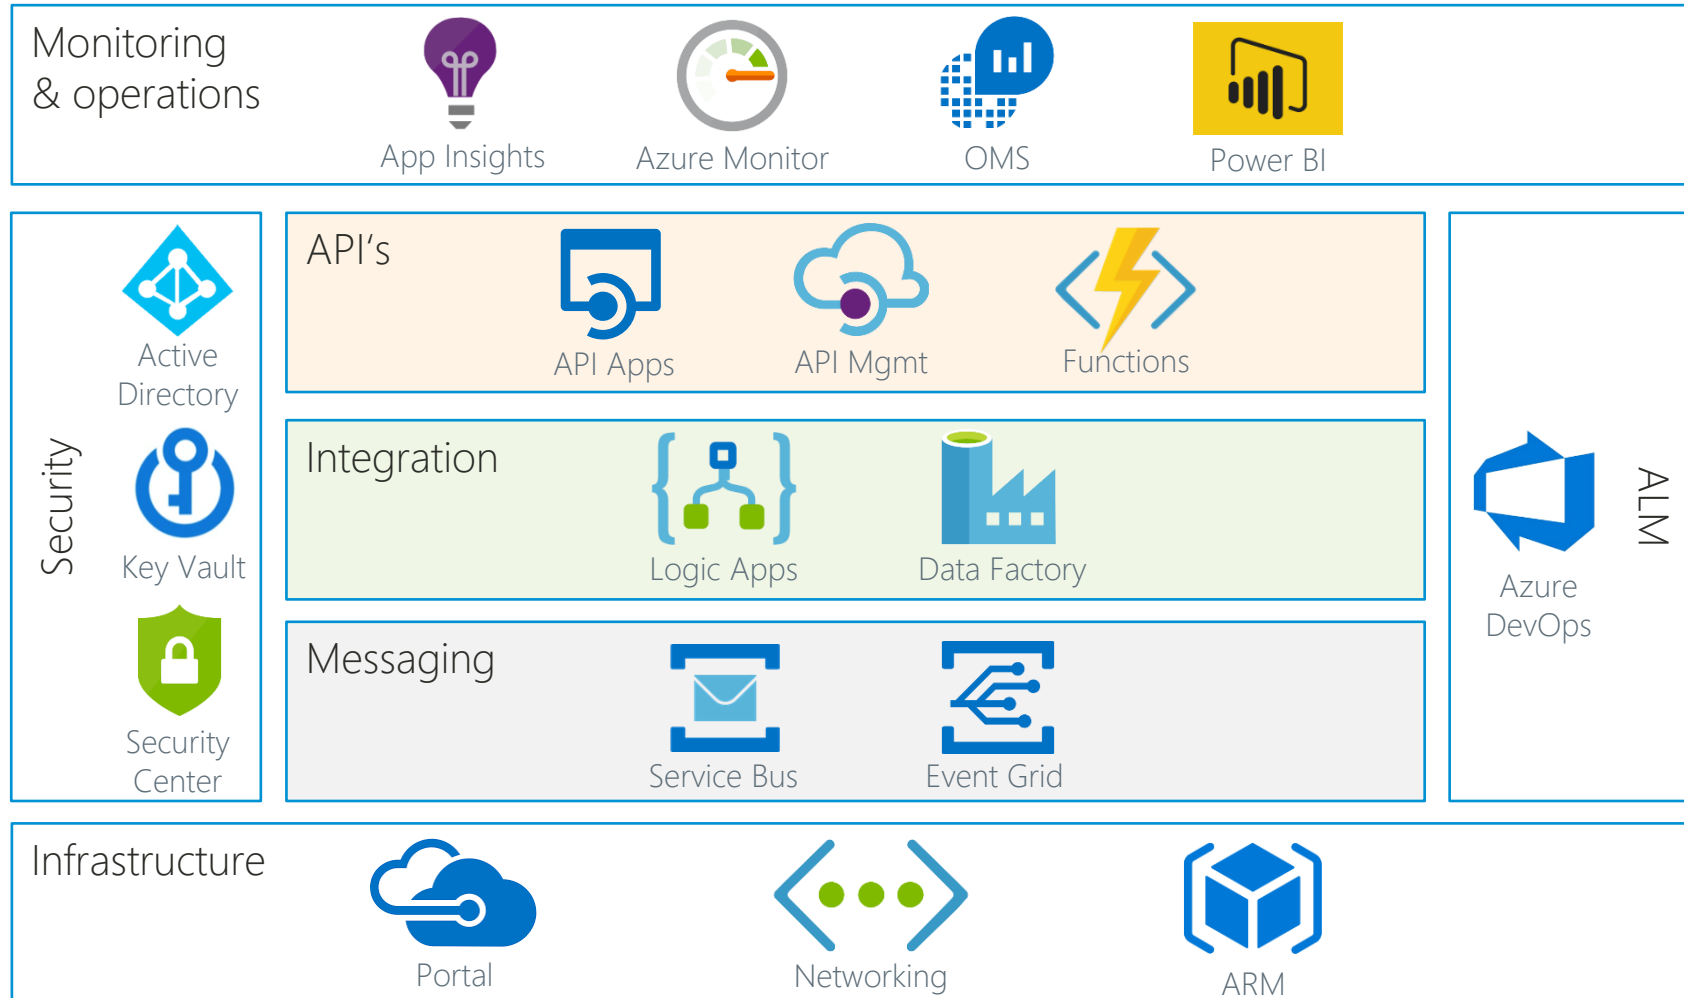 Monitoring
& operations
App Insights
Azure Monitor
OMS
Power BI
Security
Active
Directory
Key Vault
Security
Center
API's
API Apps
API Mgmt
Functions
Integration
Logic Apps
Data Factory
Messaging
Service Bus
Event Grid
ALM
Azure
DevOps
Infrastructure
Portal
Networking
ARM